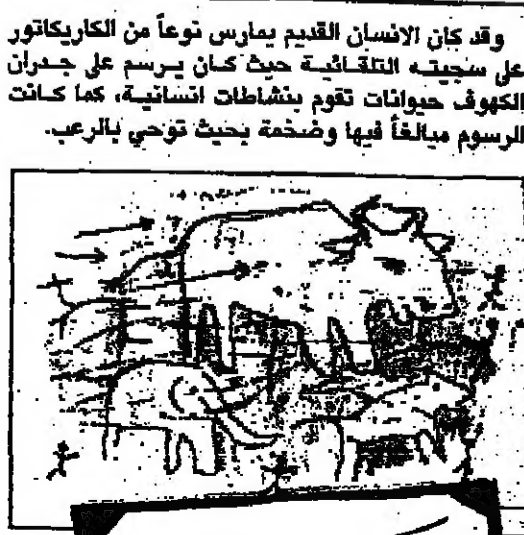 وقد كان الانسان القديم يمارس نوعاً من الكاريكاتور
على سجيته التلقائية حيث كان يرسم على جدران
الكهوف حيوانات تقوم بنشاطات انسانية، كما كانت
الرسوم مبالغاً فيها وضخمة بحيث توحي بالرعب.